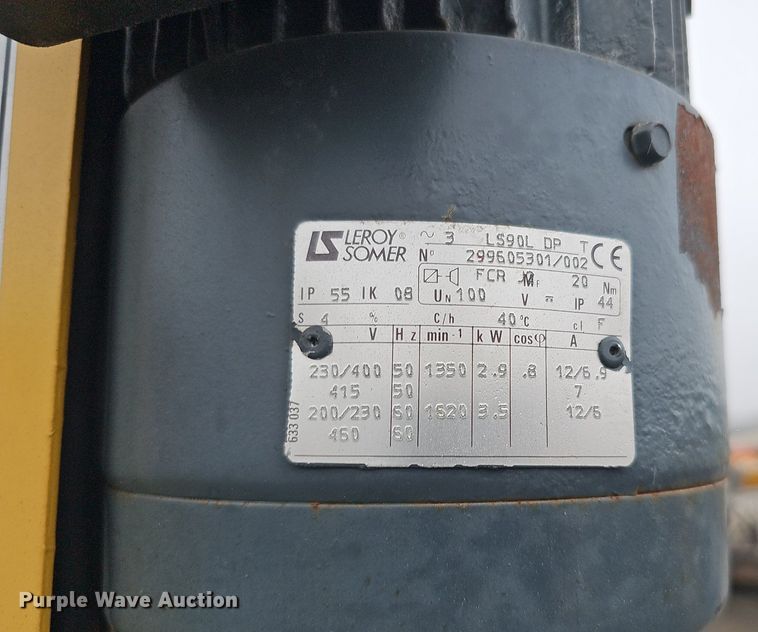 LEROY® ~ 3 LS90L DP T CE
SOMER N° 299605301/002
FCR MF 20 Nm
IP 55 IK 08 UN 100 V IP 44
S 4 % C/h 40 °C cl F
V Hz min-1 kW cosφ A
230/400 50 1350 2.9 .8 12/6.9
415 50 7
200/230 60 1620 3.5 12/6
460 60
633 037
Purple Wave Auction